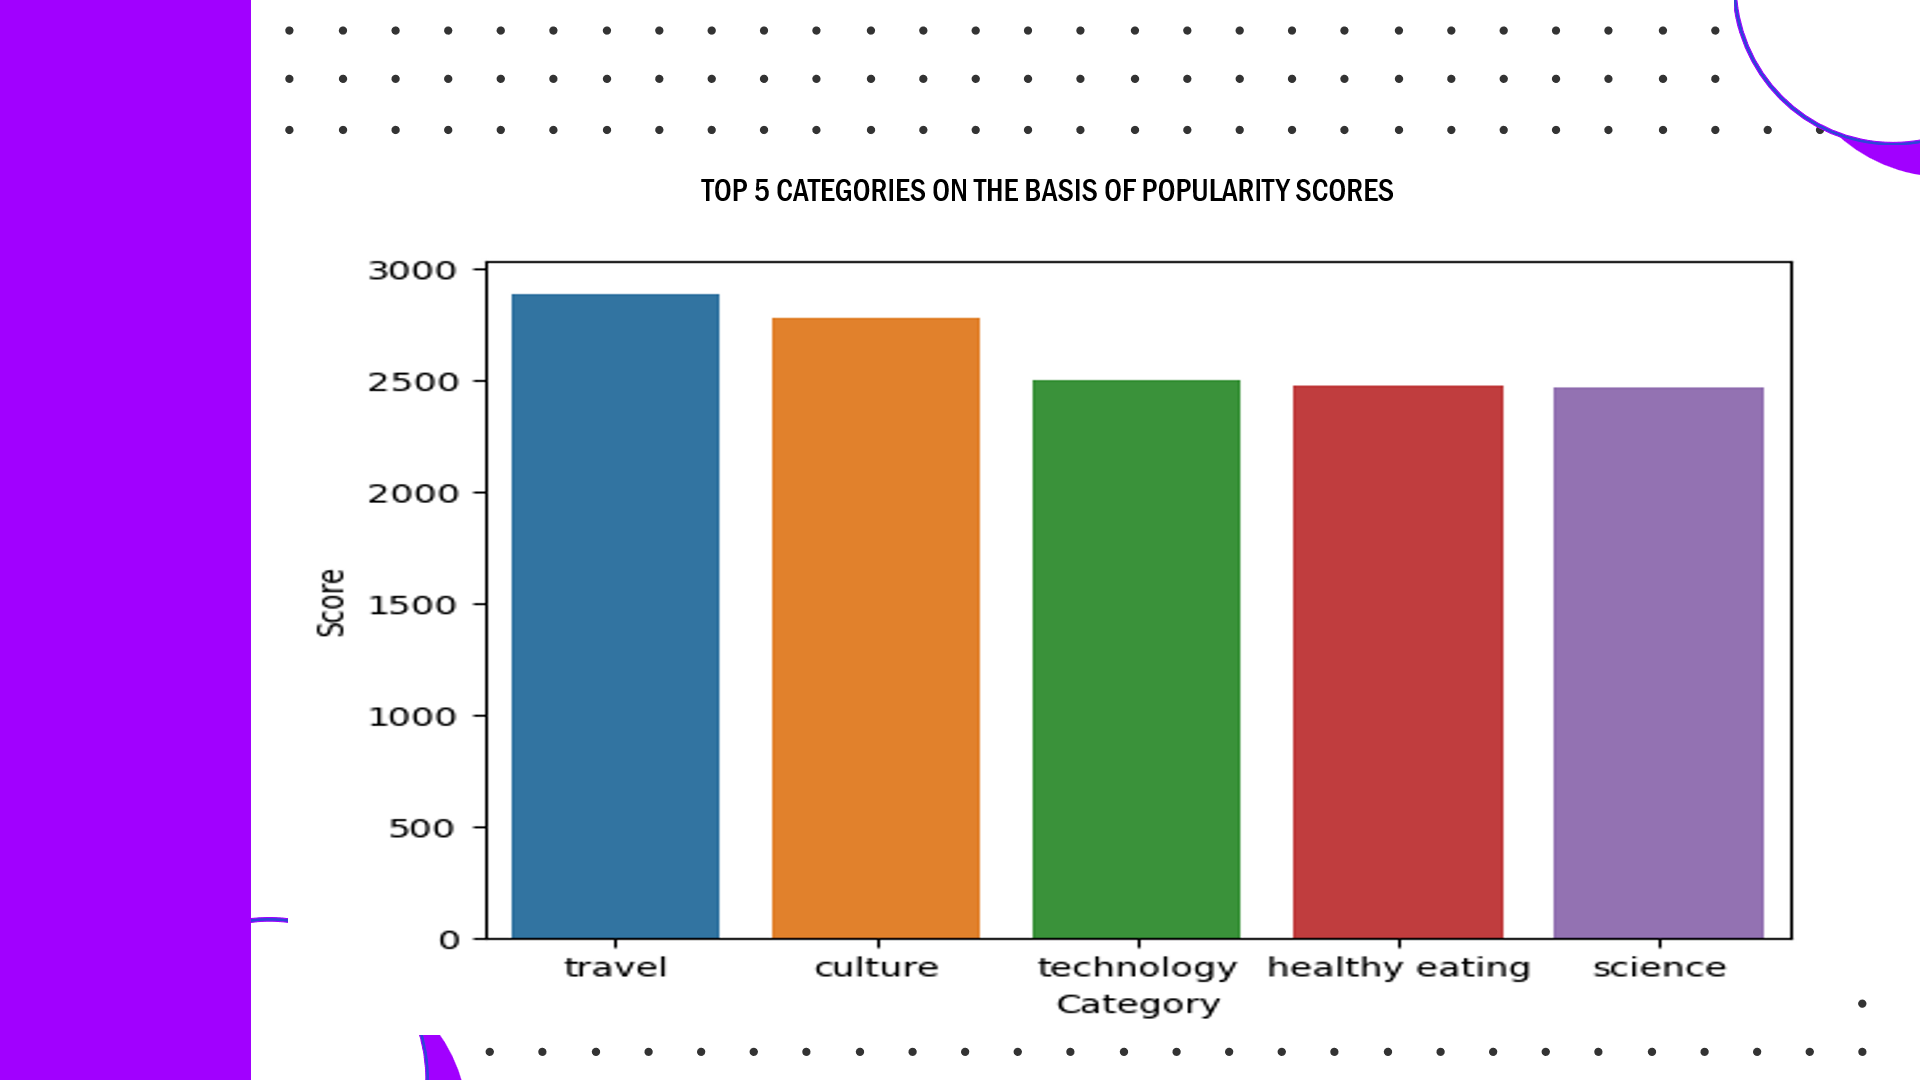 TOP 5 CATEGORIES ON THE BASIS OF POPULARITY SCORES
3000
2500
2000
1500
1000
500
0
Score
travel culture technology healthy eating science
Category